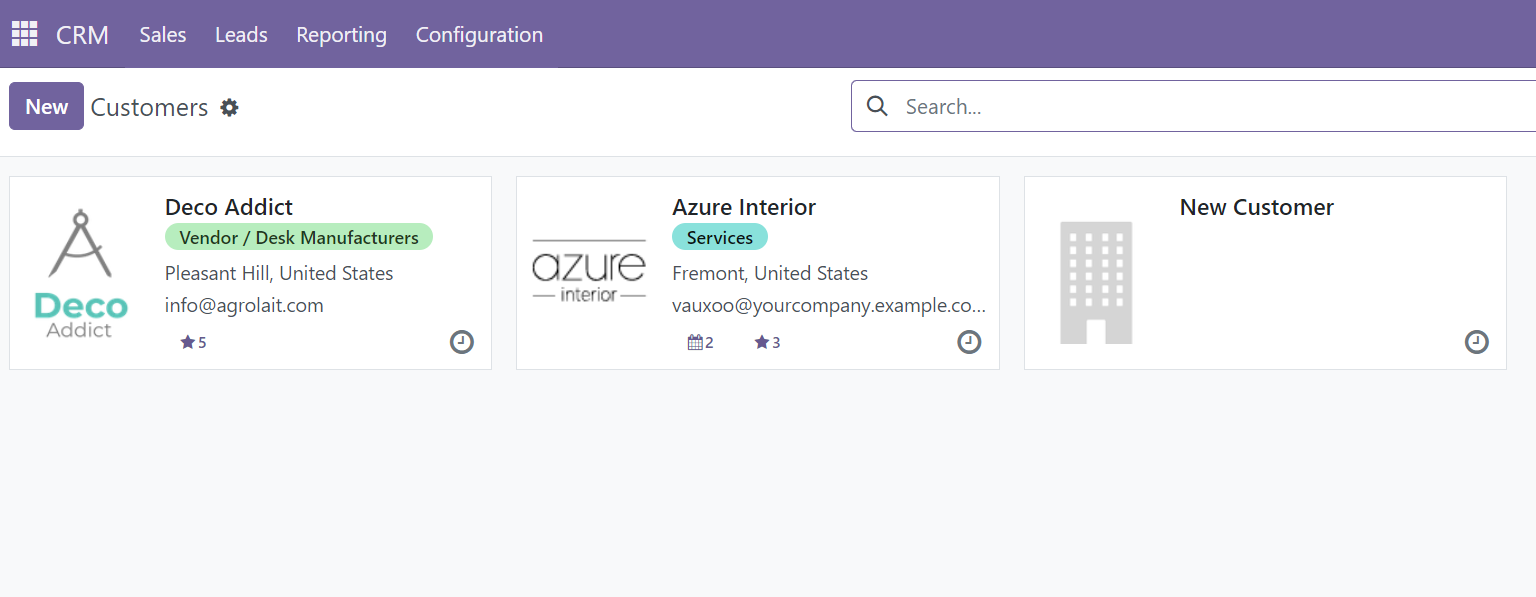 CRM Sales Leads Reporting Configuration
New Customers Search...
Deco Addict
Vendor / Desk Manufacturers
Pleasant Hill, United States
info@agrolait.com
5
Deco
Addict
Azure Interior
Services
Fremont, United States
vauxoo@yourcompany.example.co...
2 3
azure
interior
New Customer